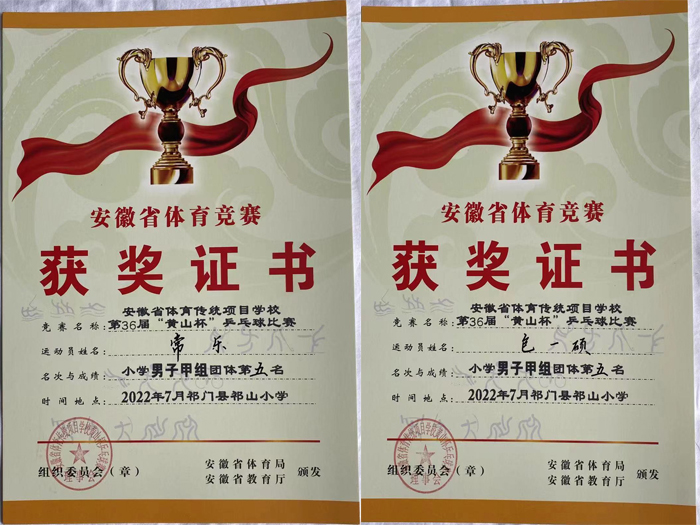 安徽省体育竞赛
获奖证书
安徽省体育传统项目学校
竞赛名称：第36届“黄山杯”乒乓球比赛
运动员姓名：常乐
名次与成绩：小学男子甲组团体第五名
时间地点：2022年7月祁门县祁山小学
组织委员会（章）
安徽省体育局
安徽省教育厅
颁发
理事会
安徽省体育竞赛
获奖证书
安徽省体育传统项目学校
竞赛名称：第36届“黄山杯”乒乓球比赛
运动员姓名：包一硕
名次与成绩：小学男子甲组团体第五名
时间地点：2022年7月祁门县祁山小学
组织委员会（章）
安徽省体育局
安徽省教育厅
颁发
理事会